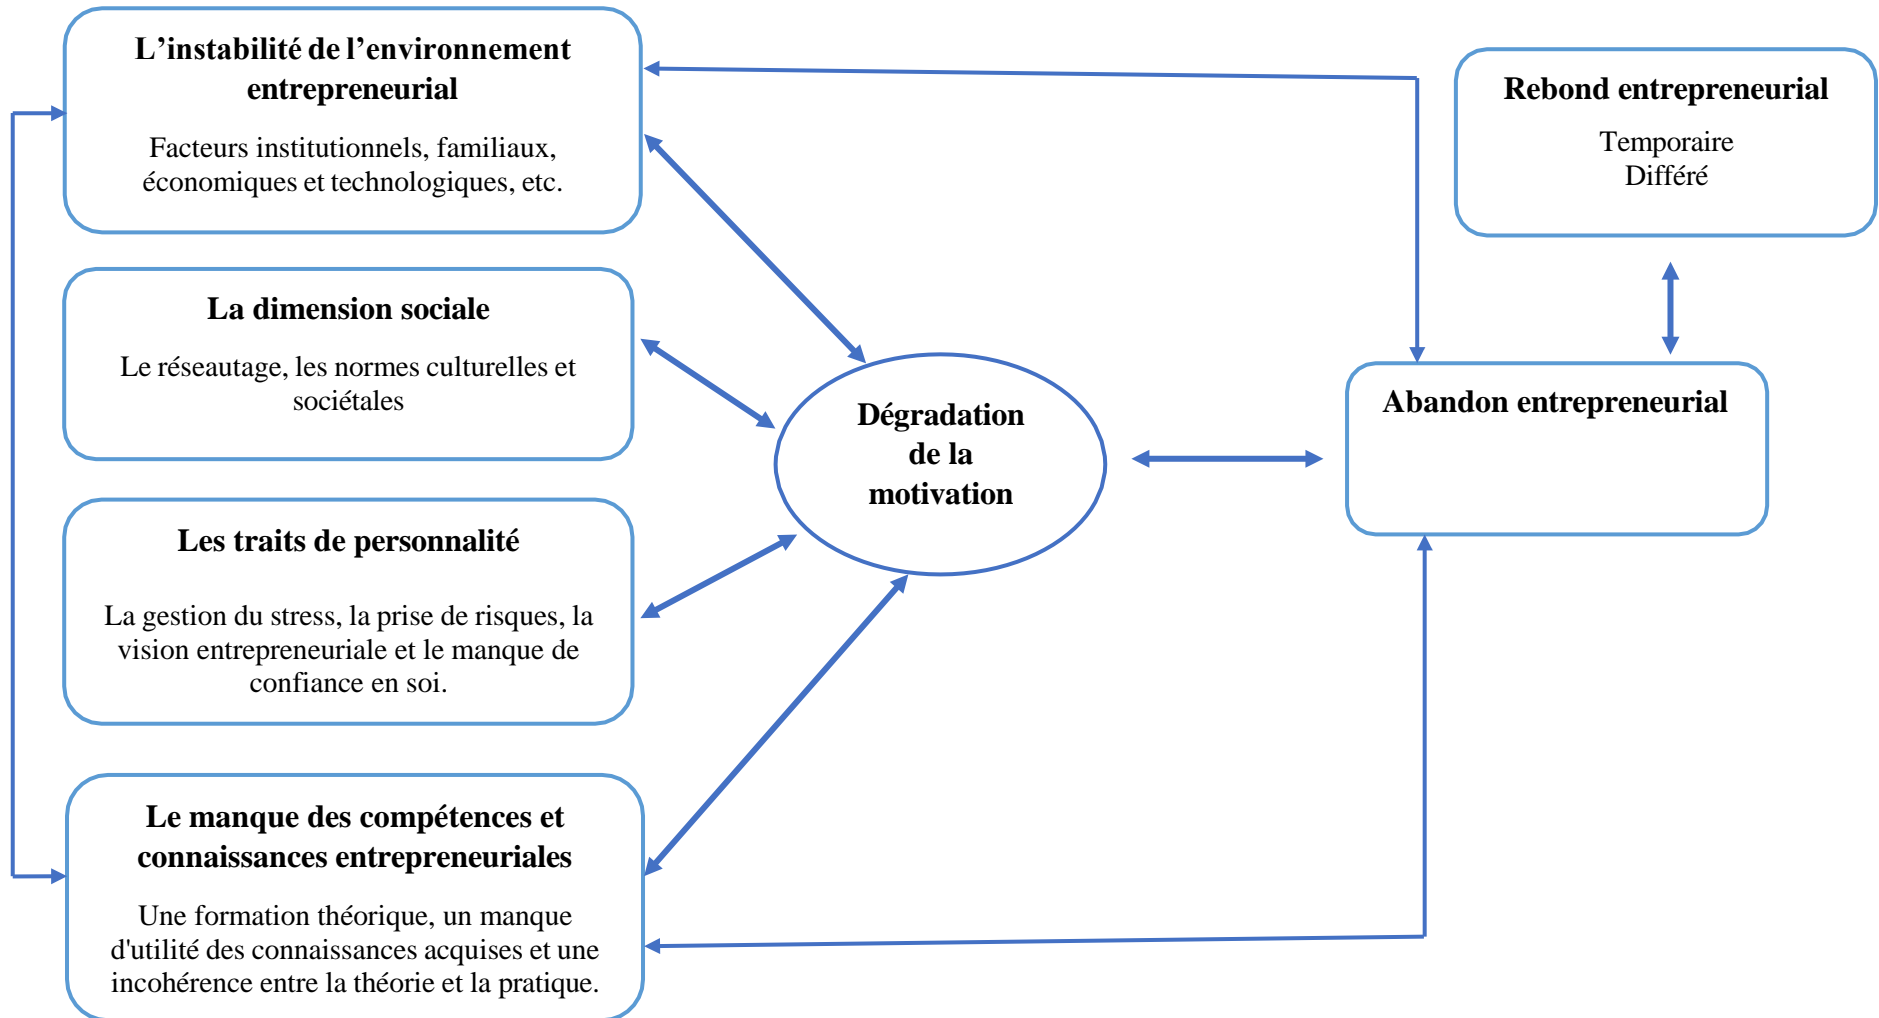 L’instabilité de l’environnement
entrepreneurial
Facteurs institutionnels, familiaux,
économiques et technologiques, etc.
La dimension sociale
Le réseautage, les normes culturelles et
sociétales
Les traits de personnalité
La gestion du stress, la prise de risques, la
vision entrepreneuriale et le manque de
confiance en soi.
Le manque des compétences et
connaissances entrepreneuriales
Une formation théorique, un manque
d'utilité des connaissances acquises et une
incohérence entre la théorie et la pratique.
Dégradation
de la
motivation
Rebond entrepreneurial
Temporaire
Différé
Abandon entrepreneurial